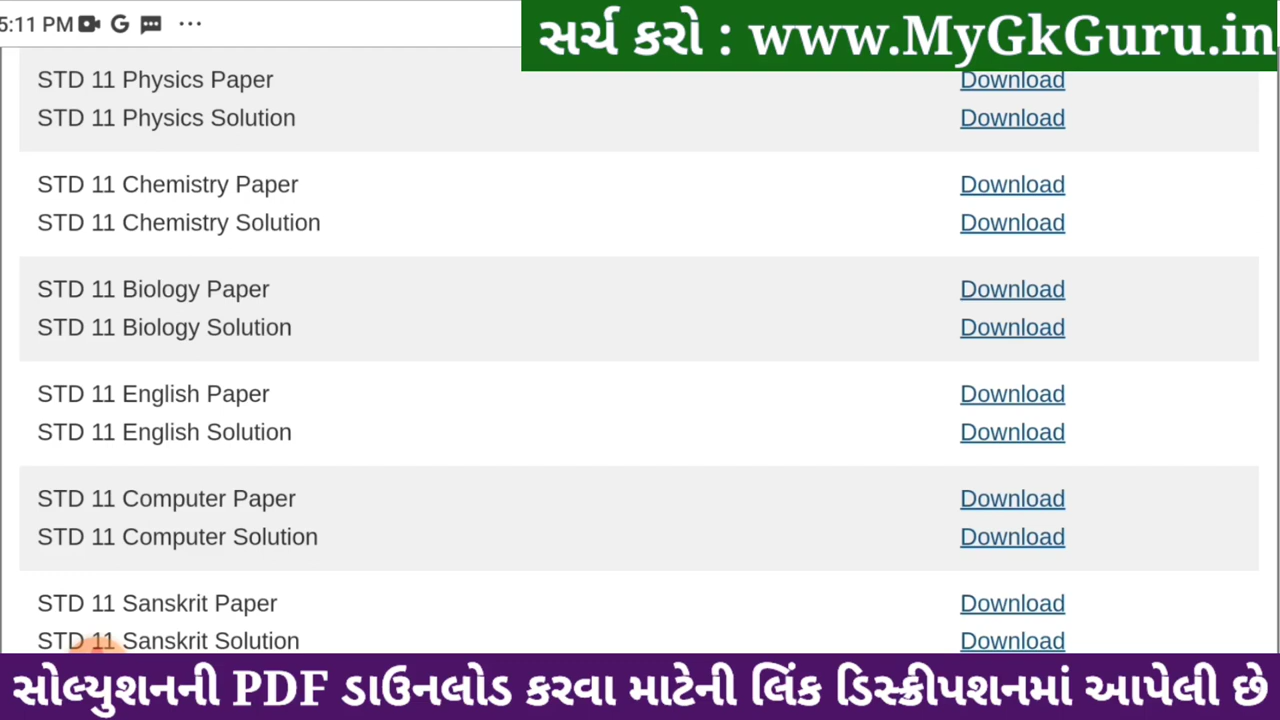 5:11 PM G ...
સર્ચ કરો : www.MyGkGuru.in
STD 11 Physics Paper Download
STD 11 Physics Solution Download
STD 11 Chemistry Paper Download
STD 11 Chemistry Solution Download
STD 11 Biology Paper Download
STD 11 Biology Solution Download
STD 11 English Paper Download
STD 11 English Solution Download
STD 11 Computer Paper Download
STD 11 Computer Solution Download
STD 11 Sanskrit Paper Download
STD 11 Sanskrit Solution Download
સોલ્યુશનની PDF ડાઉનલોડ કરવા માટેની લિંક ડિસ્ક્રીપશનમાં આપેલી છે